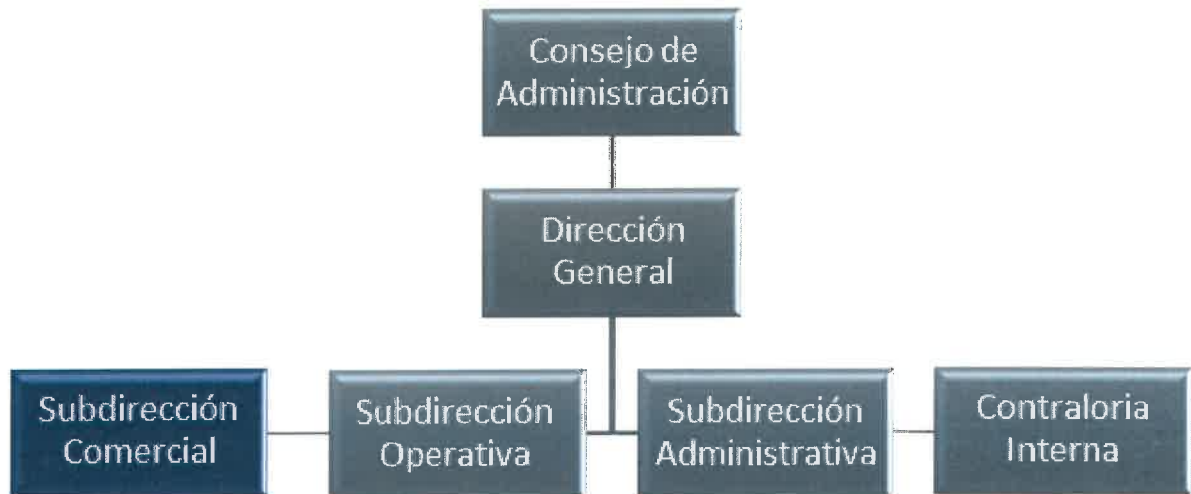 Consejo de
Administración
Dirección
General
Subdirección
Comercial
Subdirección
Operativa
Subdirección
Administrativa
Contraloria
Interna